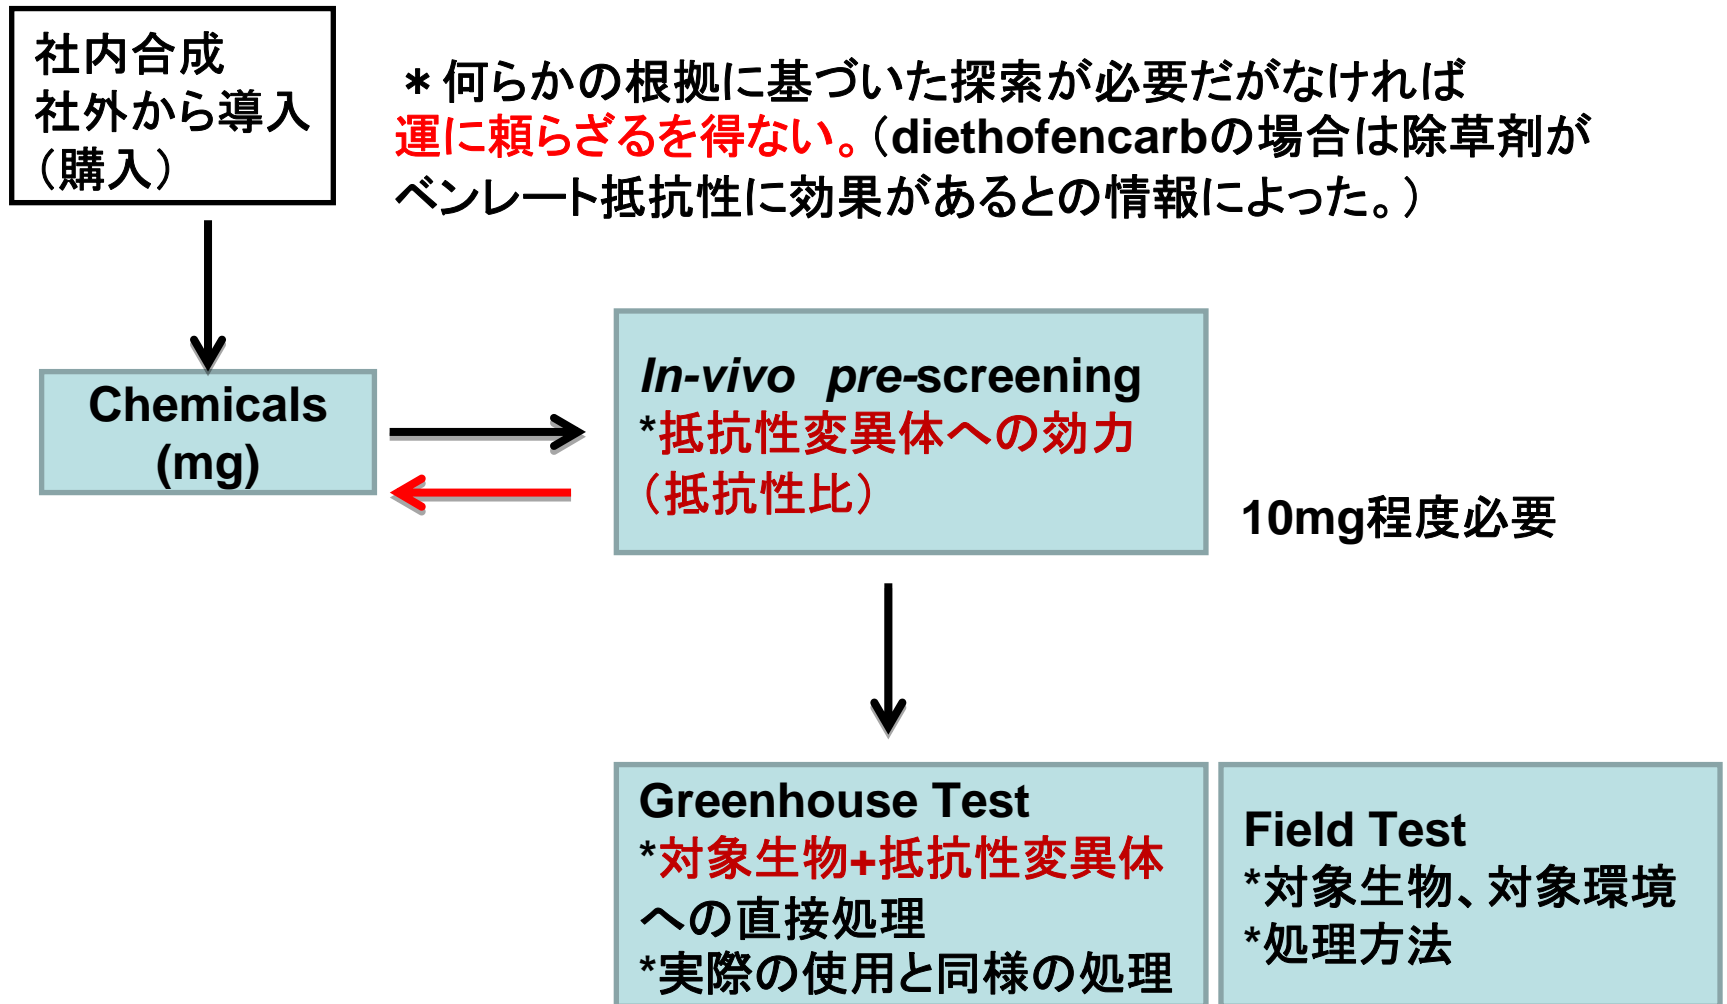 社内合成
社外から導入
（購入）
＊何らかの根拠に基づいた探索が必要だがなければ
運に頼らざるを得ない。（diethofencarbの場合は除草剤が
ベンレート抵抗性に効果があるとの情報によった。）
Chemicals
(mg)
In-vivo pre-screening
*抵抗性変異体への効力
（抵抗性比）
10mg程度必要
Greenhouse Test
*対象生物+抵抗性変異体
への直接処理
*実際の使用と同様の処理
Field Test
*対象生物、対象環境
*処理方法